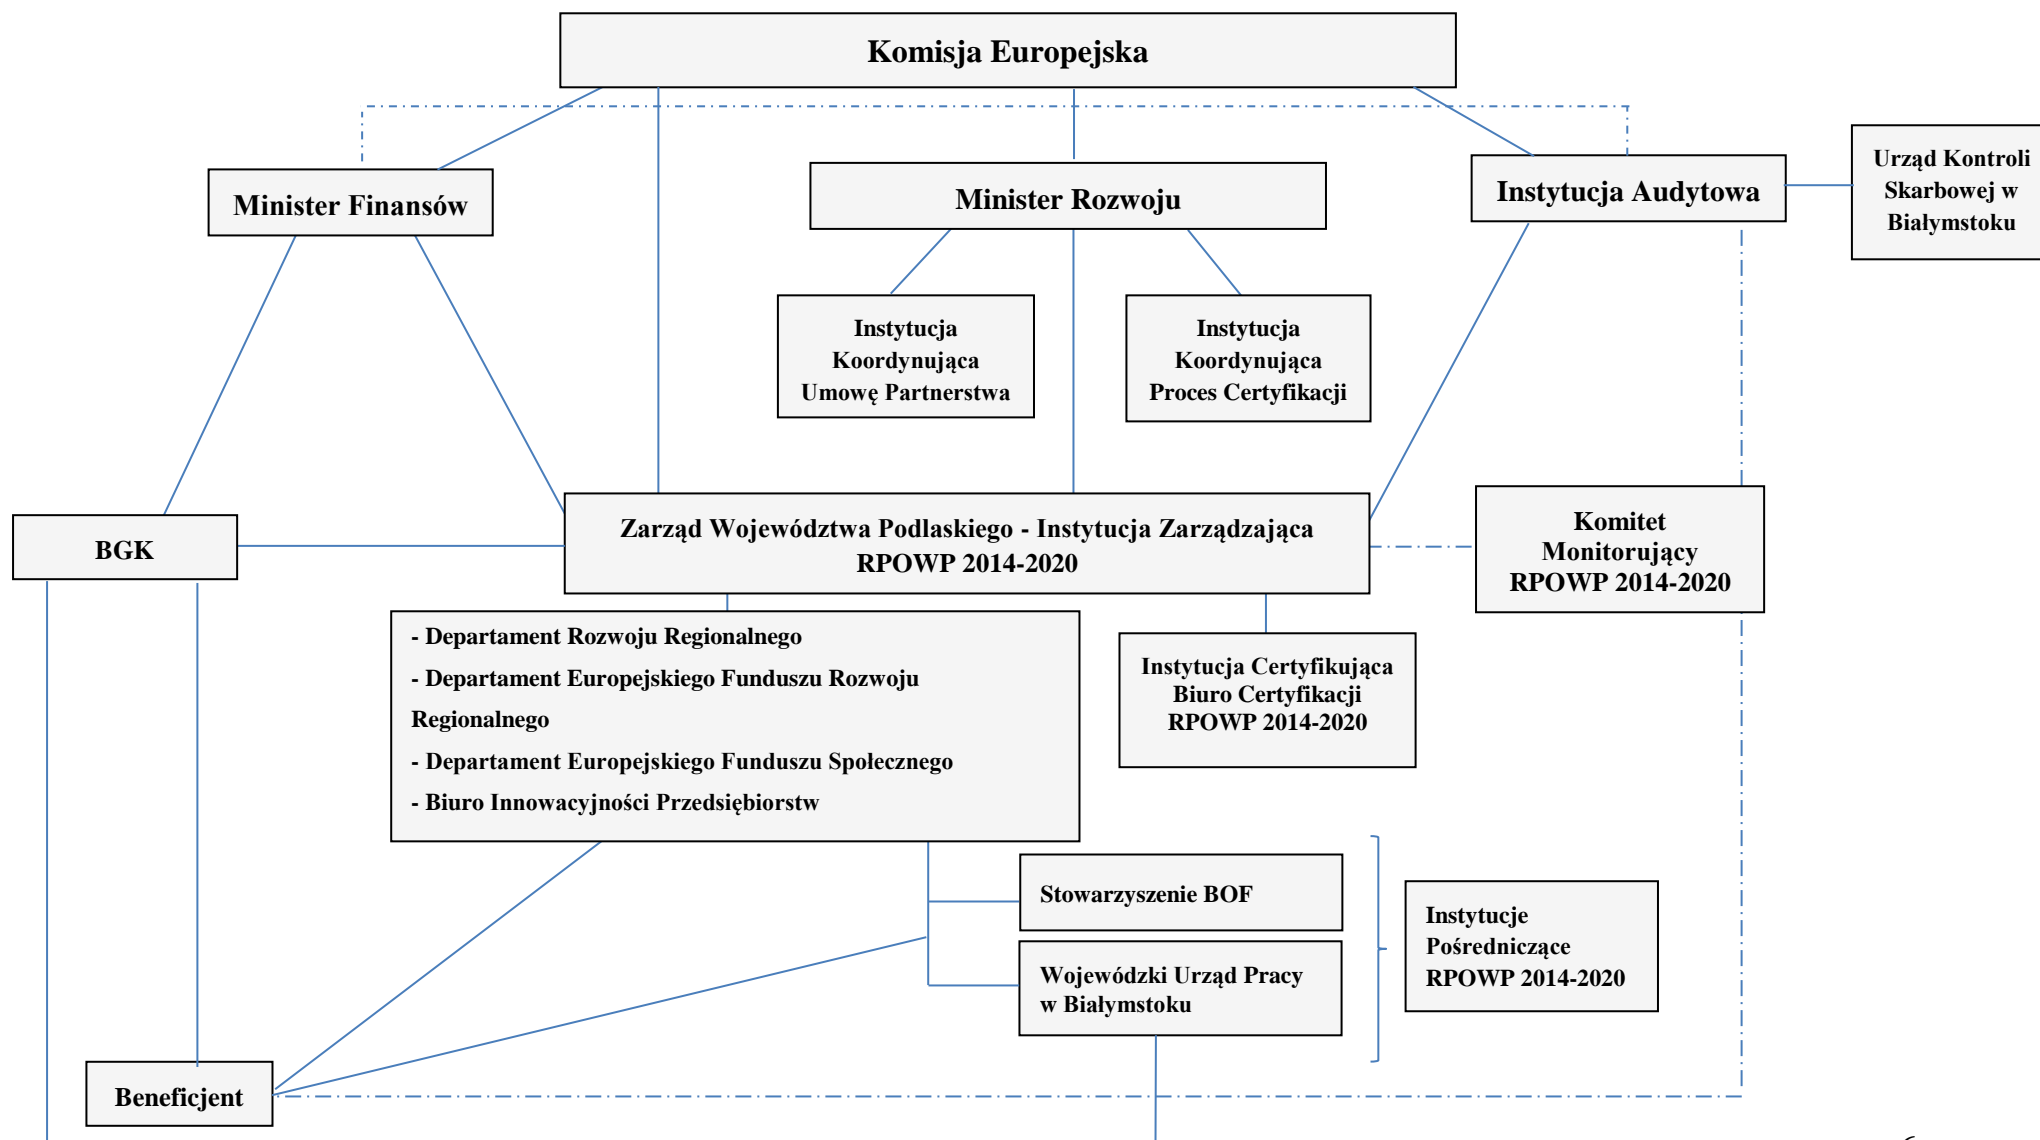 Komisja Europejska
Minister Finansów
Minister Rozwoju
Instytucja Audytowa
Urząd Kontroli
Skarbowej w
Białymstoku
Instytucja
Koordynująca
Umowę Partnerstwa
Instytucja
Koordynująca
Proces Certyfikacji
BGK
Zarząd Województwa Podlaskiego - Instytucja Zarządzająca
RPOWP 2014-2020
Komitet
Monitorujący
RPOWP 2014-2020
- Departament Rozwoju Regionalnego
- Departament Europejskiego Funduszu Rozwoju
Regionalnego
- Departament Europejskiego Funduszu Społecznego
- Biuro Innowacyjności Przedsiębiorstw
Instytucja Certyfikująca
Biuro Certyfikacji
RPOWP 2014-2020
Stowarzyszenie BOF
Wojewódzki Urząd Pracy
w Białymstoku
Instytucje
Pośredniczące
RPOWP 2014-2020
Beneficjent